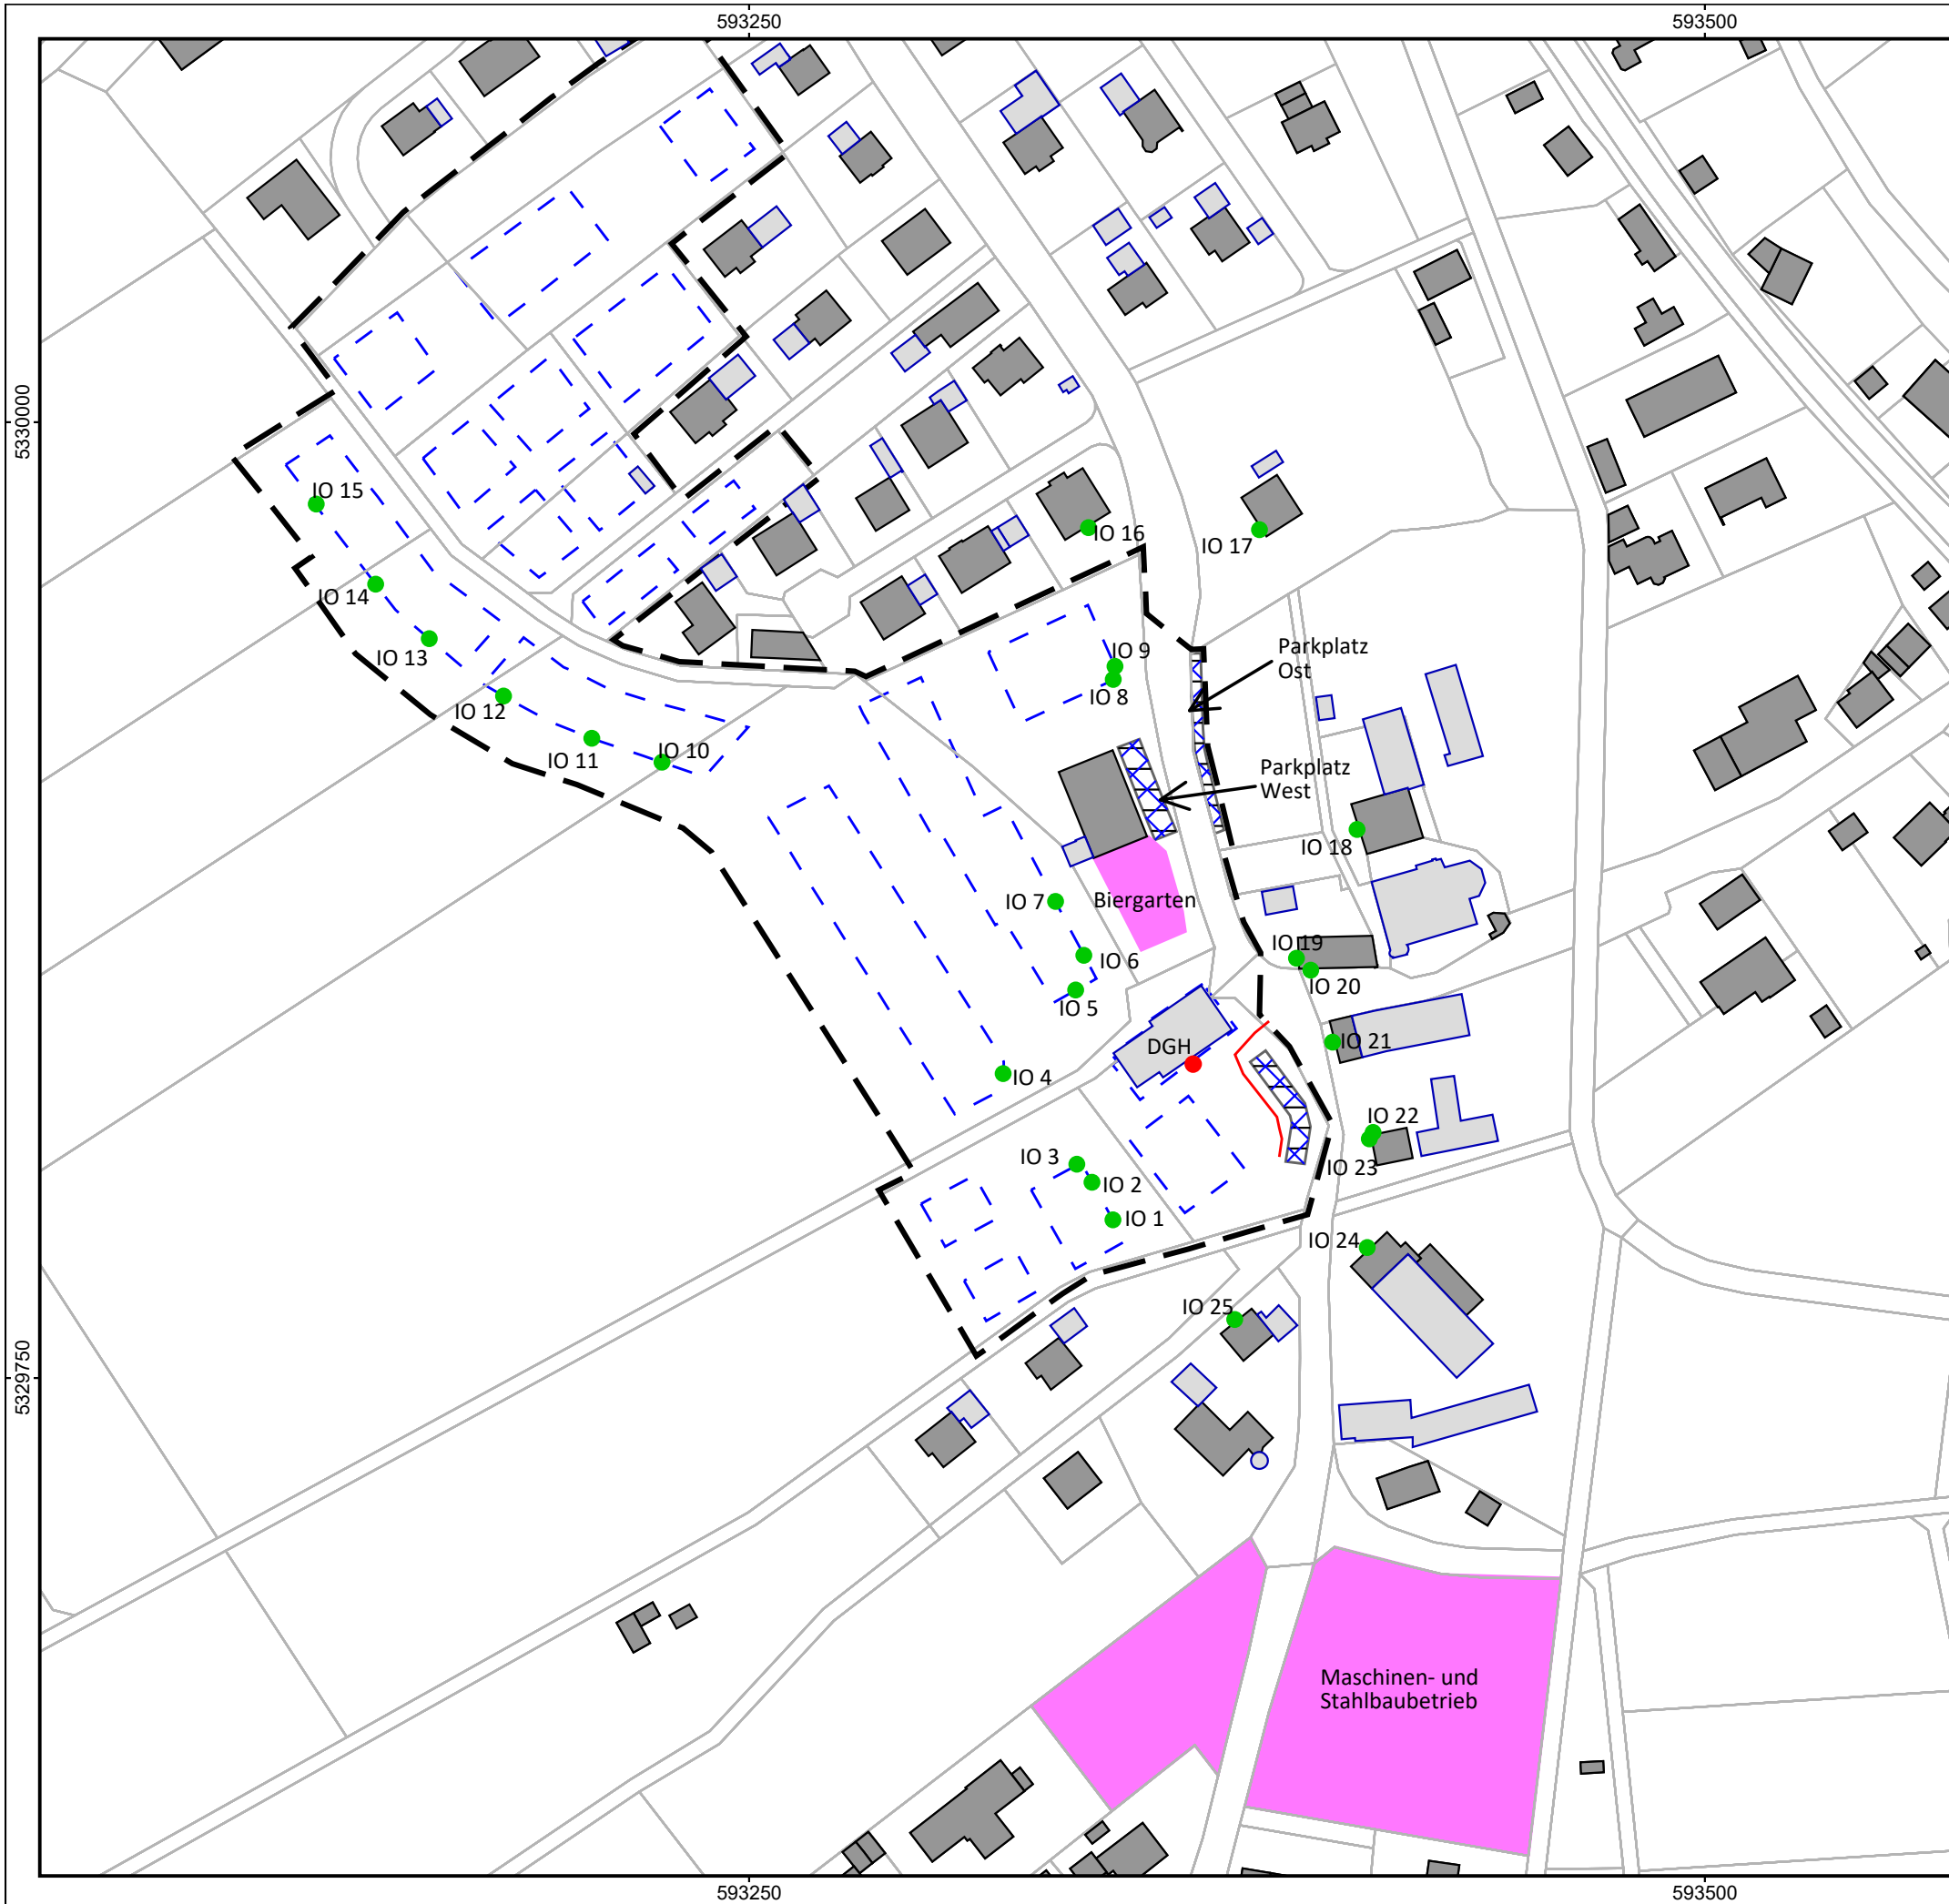 593250
593500
5330000
IO 15
IO 16
IO 17
IO 14
IO 13
IO 9
Parkplatz
Ost
IO 8
IO 12
IO 11
IO 10
Parkplatz
West
IO 18
IO 7
Biergarten
IO 19
IO 6
IO 20
IO 5
IO 21
DGH
IO 4
IO 22
IO 3
IO 23
IO 2
IO 1
IO 24
IO 25
5329750
Maschinen- und
Stahlbaubetrieb
593250
593500